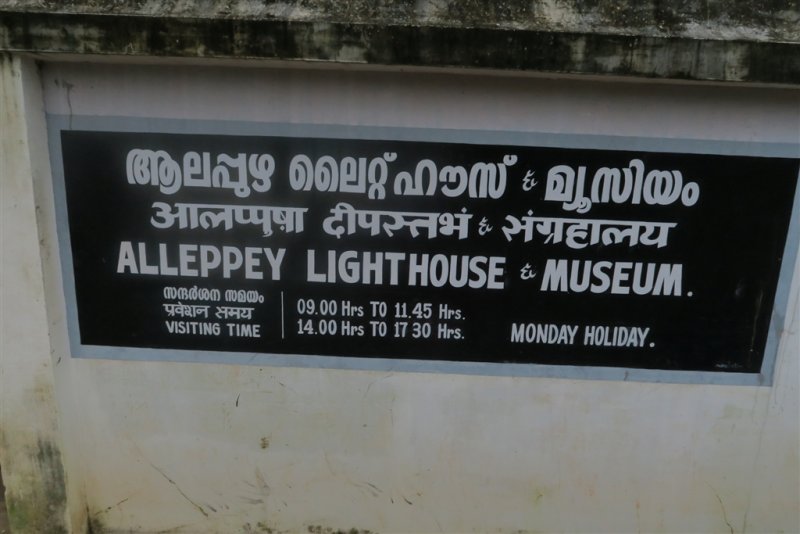 ആലപ്പുഴ ലൈറ്റ് ഹൗസ് & മ്യൂസിയം
आलप्पुषा दीपस्तभं & संग्रहालय
ALLEPPEY LIGHTHOUSE & MUSEUM.
സന്ദർശന സമയം
प्रवेशन समय
VISITING TIME
09.00 Hrs TO 11.45 Hrs.
14.00 Hrs TO 17 30 Hrs.
MONDAY HOLIDAY.